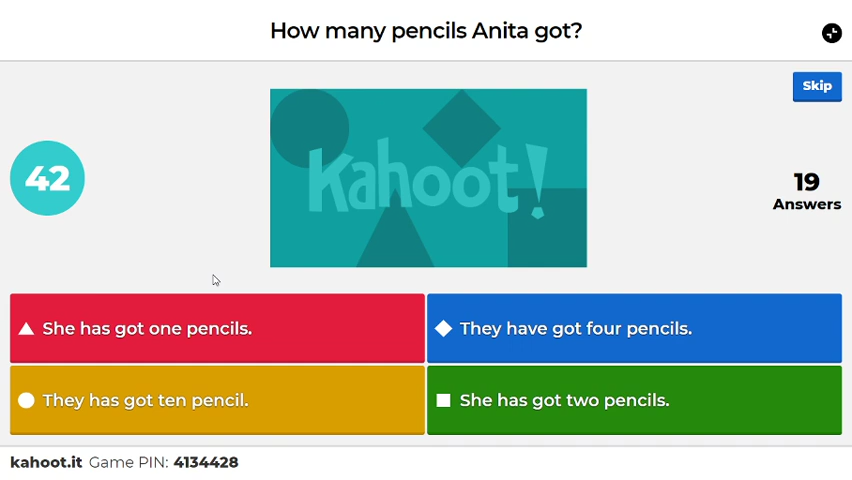 How many pencils Anita got?
Skip
Kahoot!
42
19
Answers
She has got one pencils.
They have got four pencils.
They has got ten pencil.
She has got two pencils.
kahoot.it Game PIN: 4134428